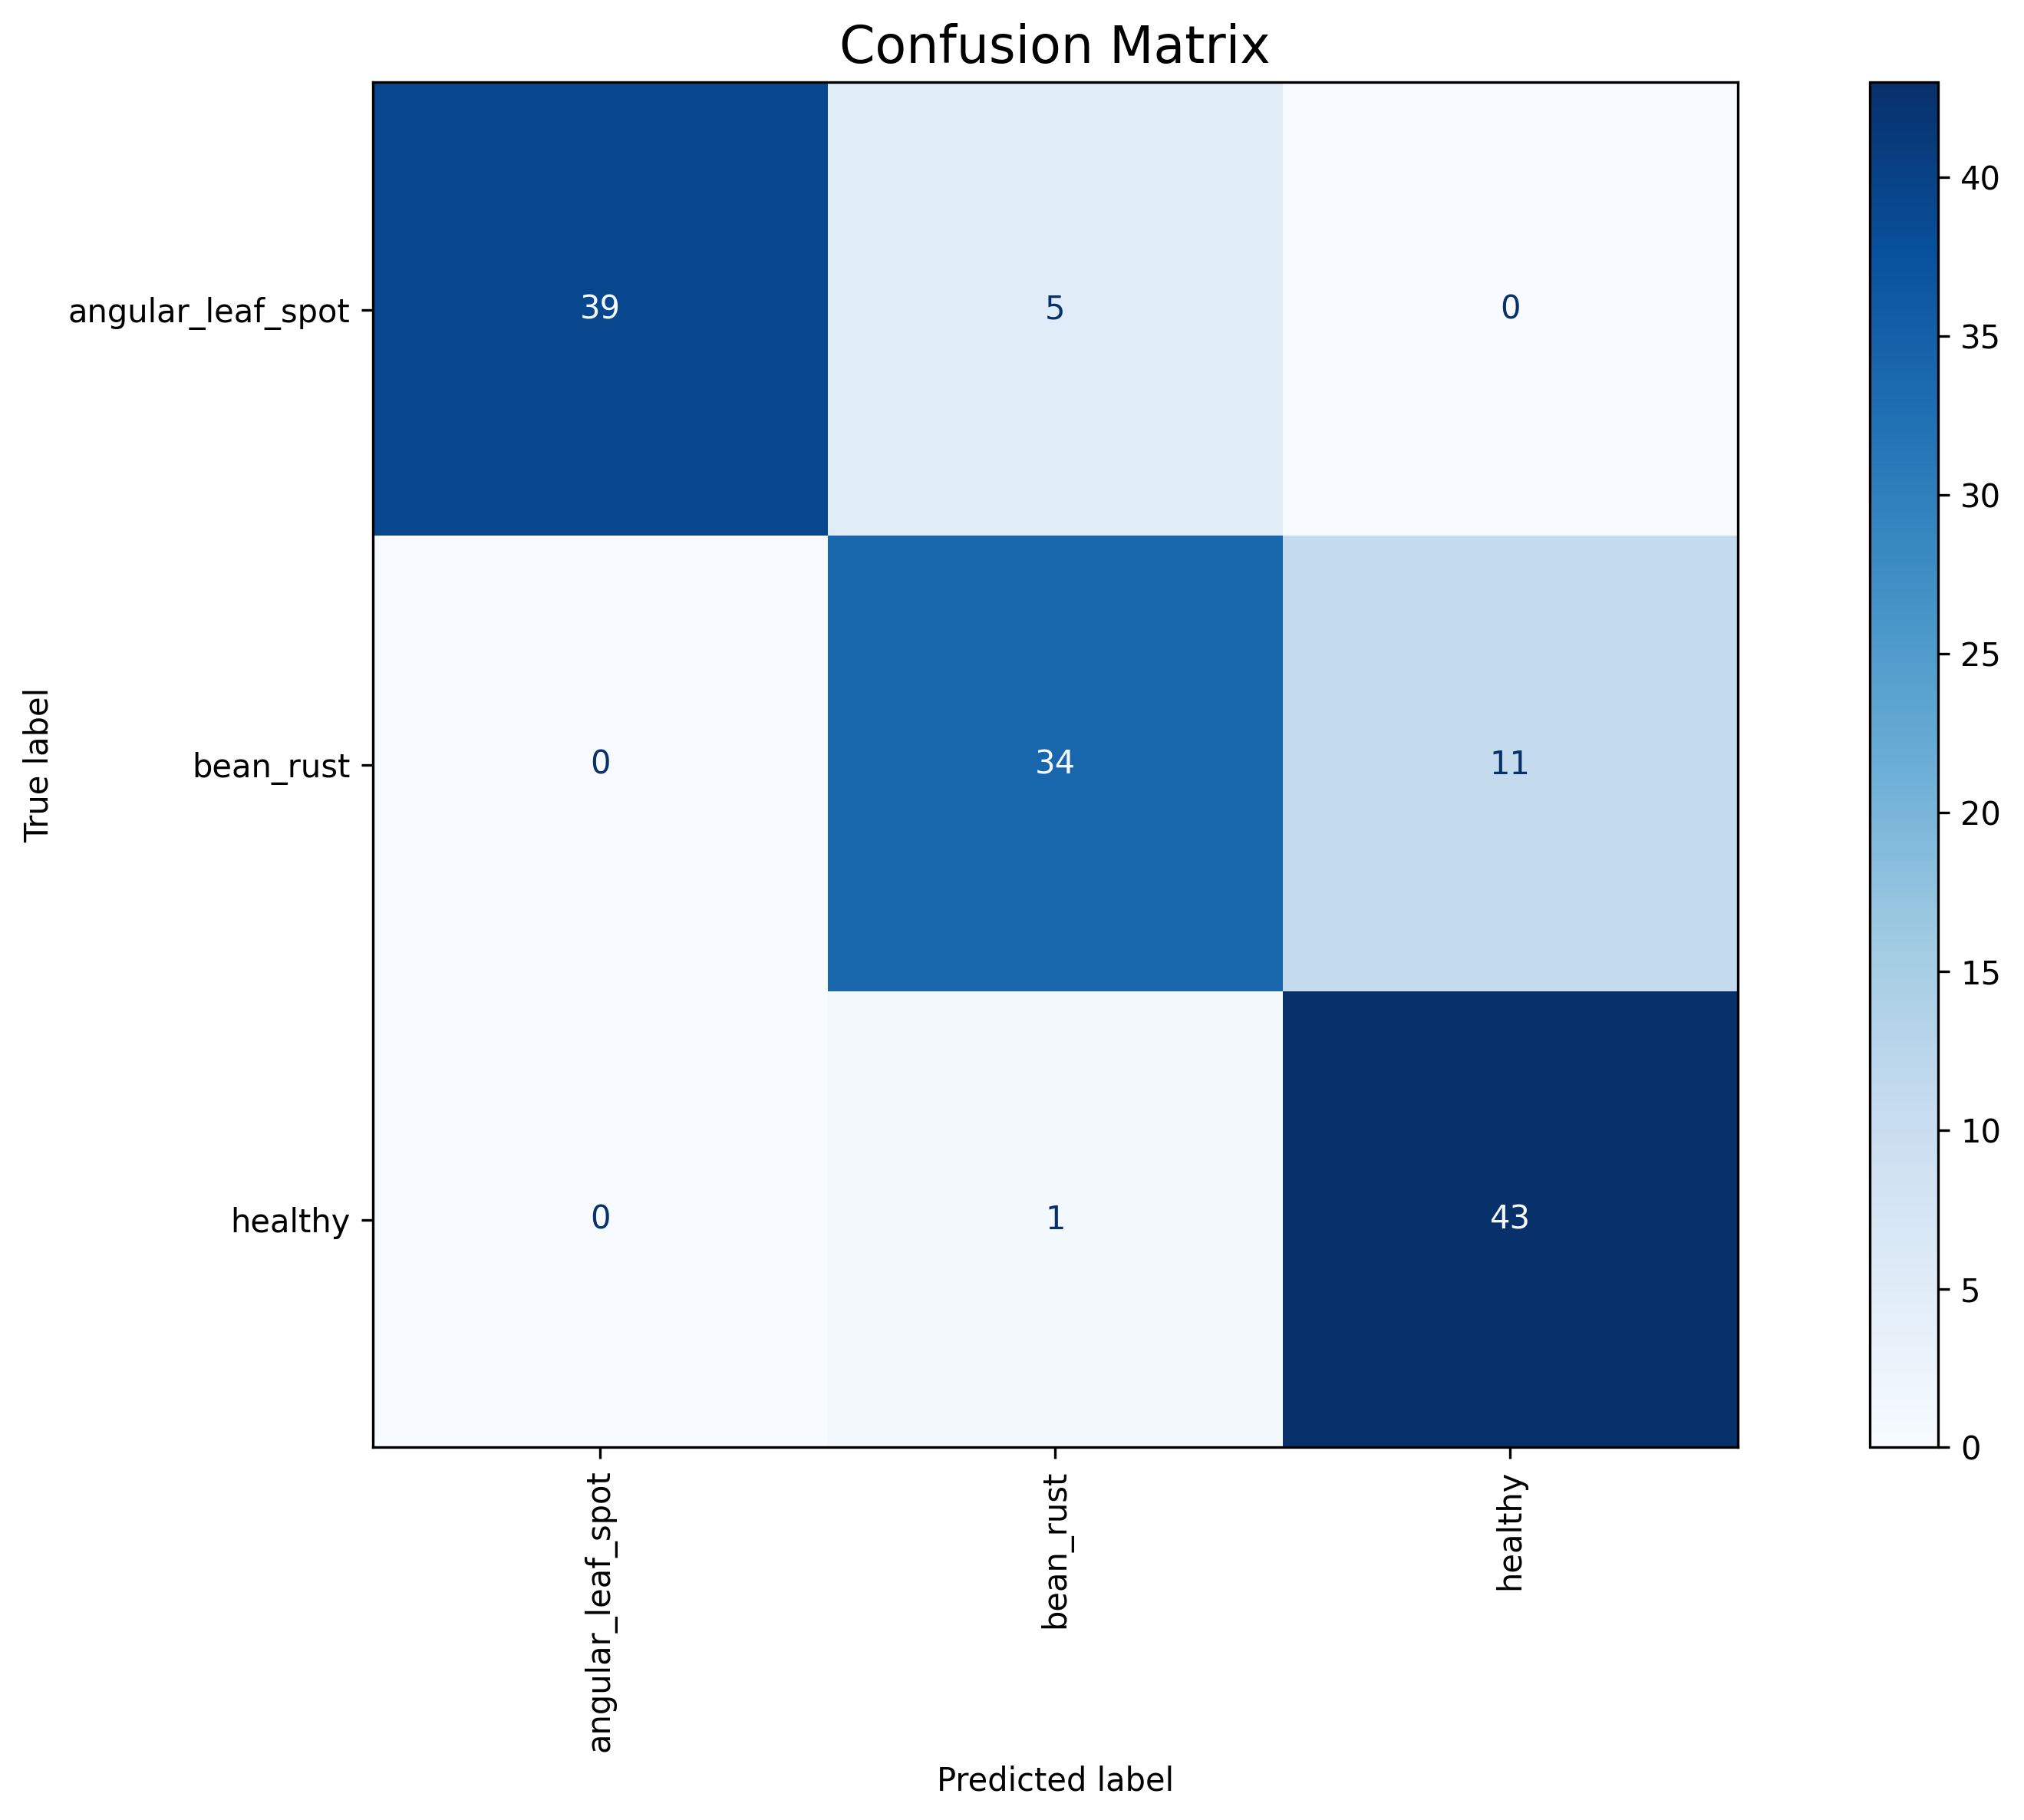 Confusion Matrix
angular_leaf_spot
bean_rust
healthy
True label
39 5 0
0 34 11
0 1 43
angular_leaf_spot
bean_rust
healthy
Predicted label
40
35
30
25
20
15
10
5
0